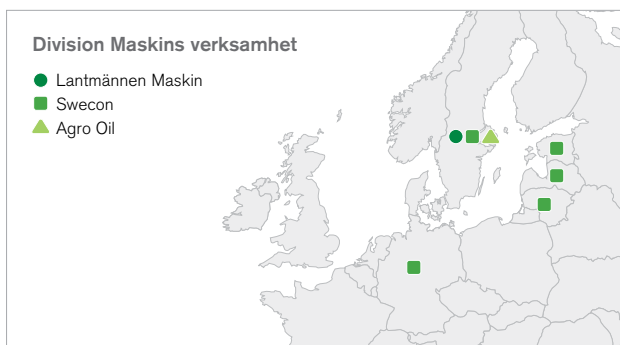 Division Maskins verksamhet
Lantmännen Maskin
Swecon
Agro Oil